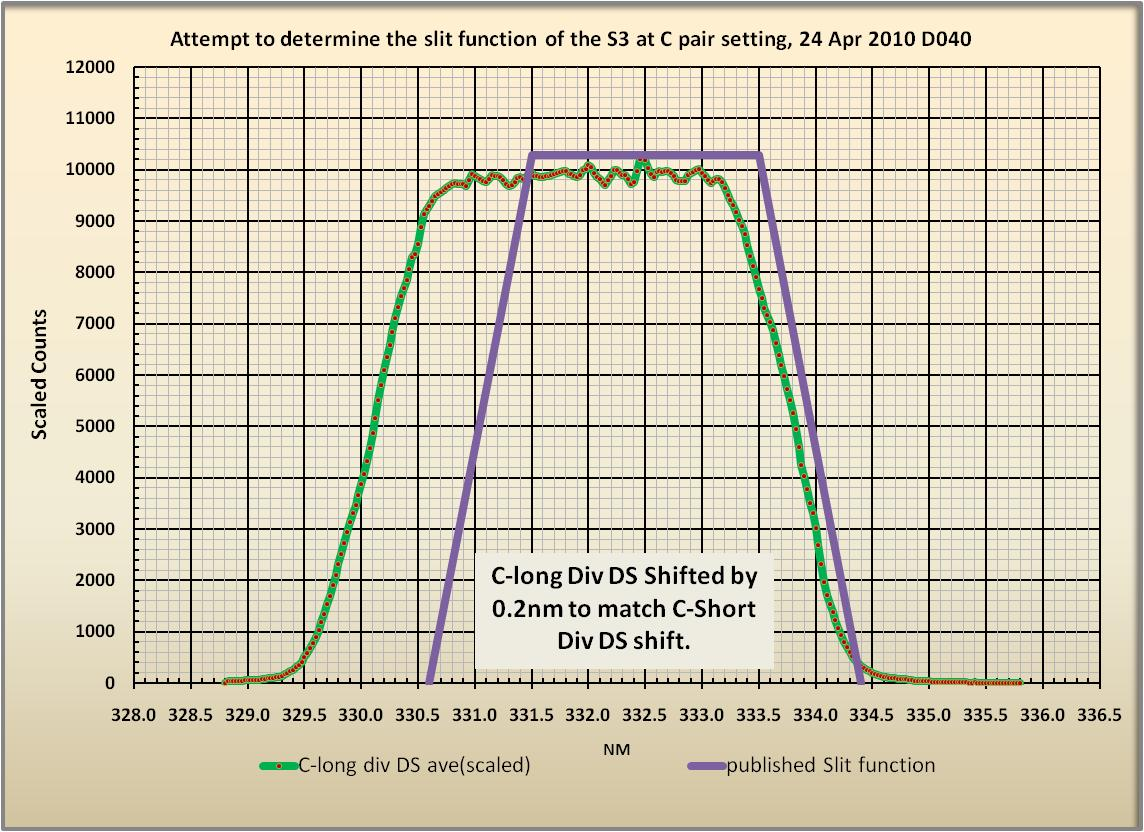 Attempt to determine the slit function of the S3 at C pair setting, 24 Apr 2010 D040
12000
11000
10000
9000
8000
7000
6000
5000
4000
3000
2000
1000
0
Scaled Counts
C-long Div DS Shifted by
0.2nm to match C-Short
Div DS shift.
328.0 328.5 329.0 329.5 330.0 330.5 331.0 331.5 332.0 332.5 333.0 333.5 334.0 334.5 335.0 335.5 336.0 336.5
NM
C-long div DS ave(scaled) published Slit function